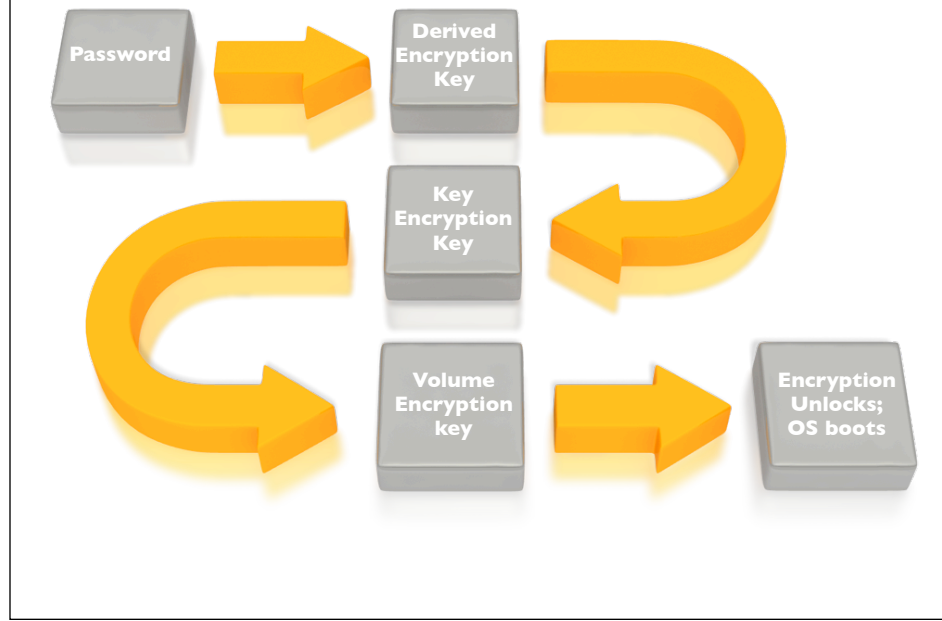 Password
Derived
Encryption
Key
Key
Encryption
Key
Volume
Encryption
key
Encryption
Unlocks;
OS boots